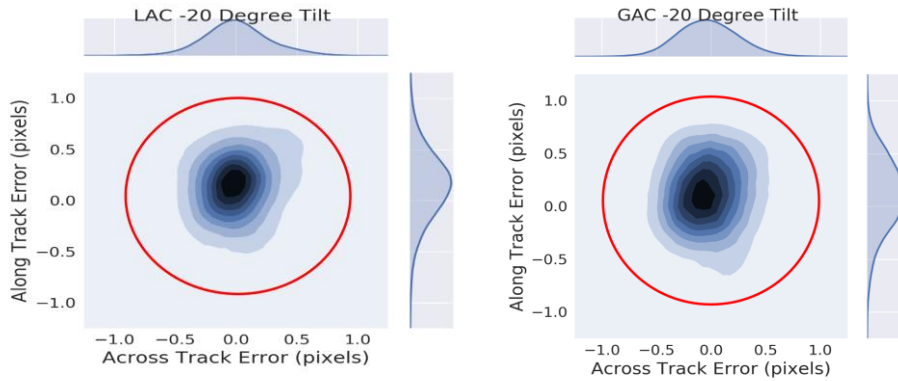 LAC -20 Degree Tilt
Along Track Error (pixels)
1.0
0.5
0.0
−0.5
−1.0
−1.0 −0.5 0.0 0.5 1.0
Across Track Error (pixels)
GAC -20 Degree Tilt
Along Track Error (pixels)
1.0
0.5
0.0
−0.5
−1.0
−1.0 −0.5 0.0 0.5 1.0
Across Track Error (pixels)